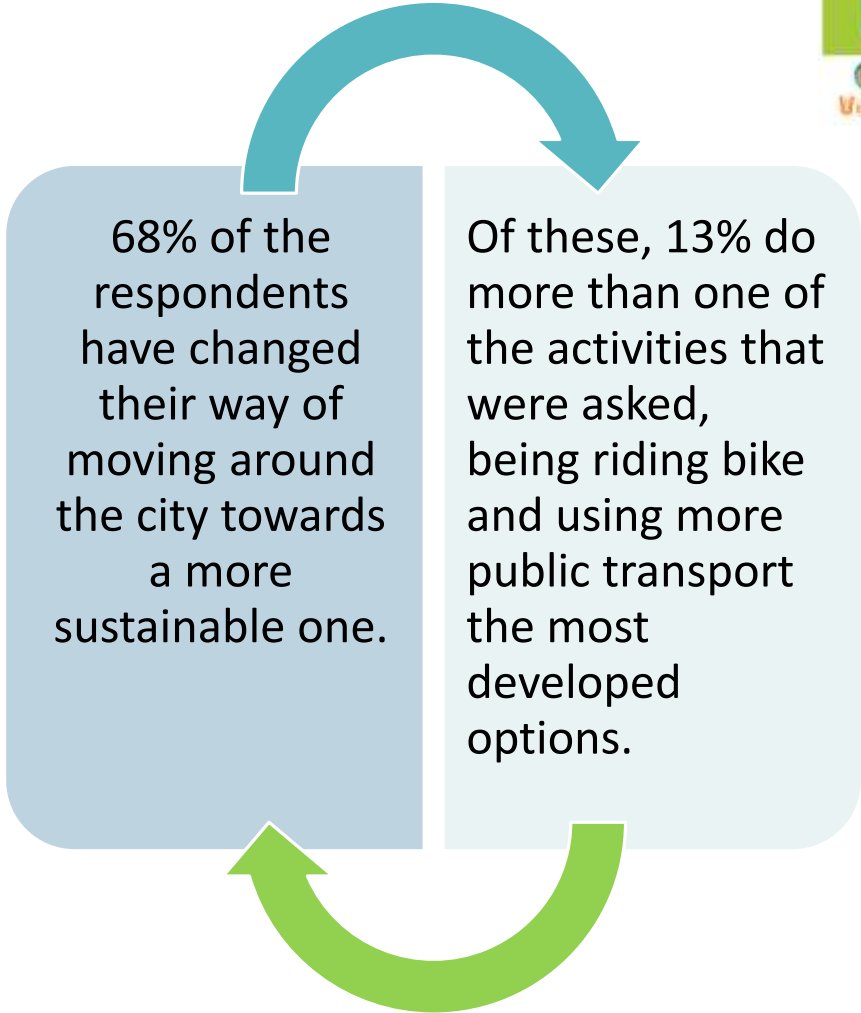 68% of the
respondents
have changed
their way of
moving around
the city towards
a more
sustainable one.
Of these, 13% do
more than one of
the activities that
were asked,
being riding bike
and using more
public transport
the most
developed
options.